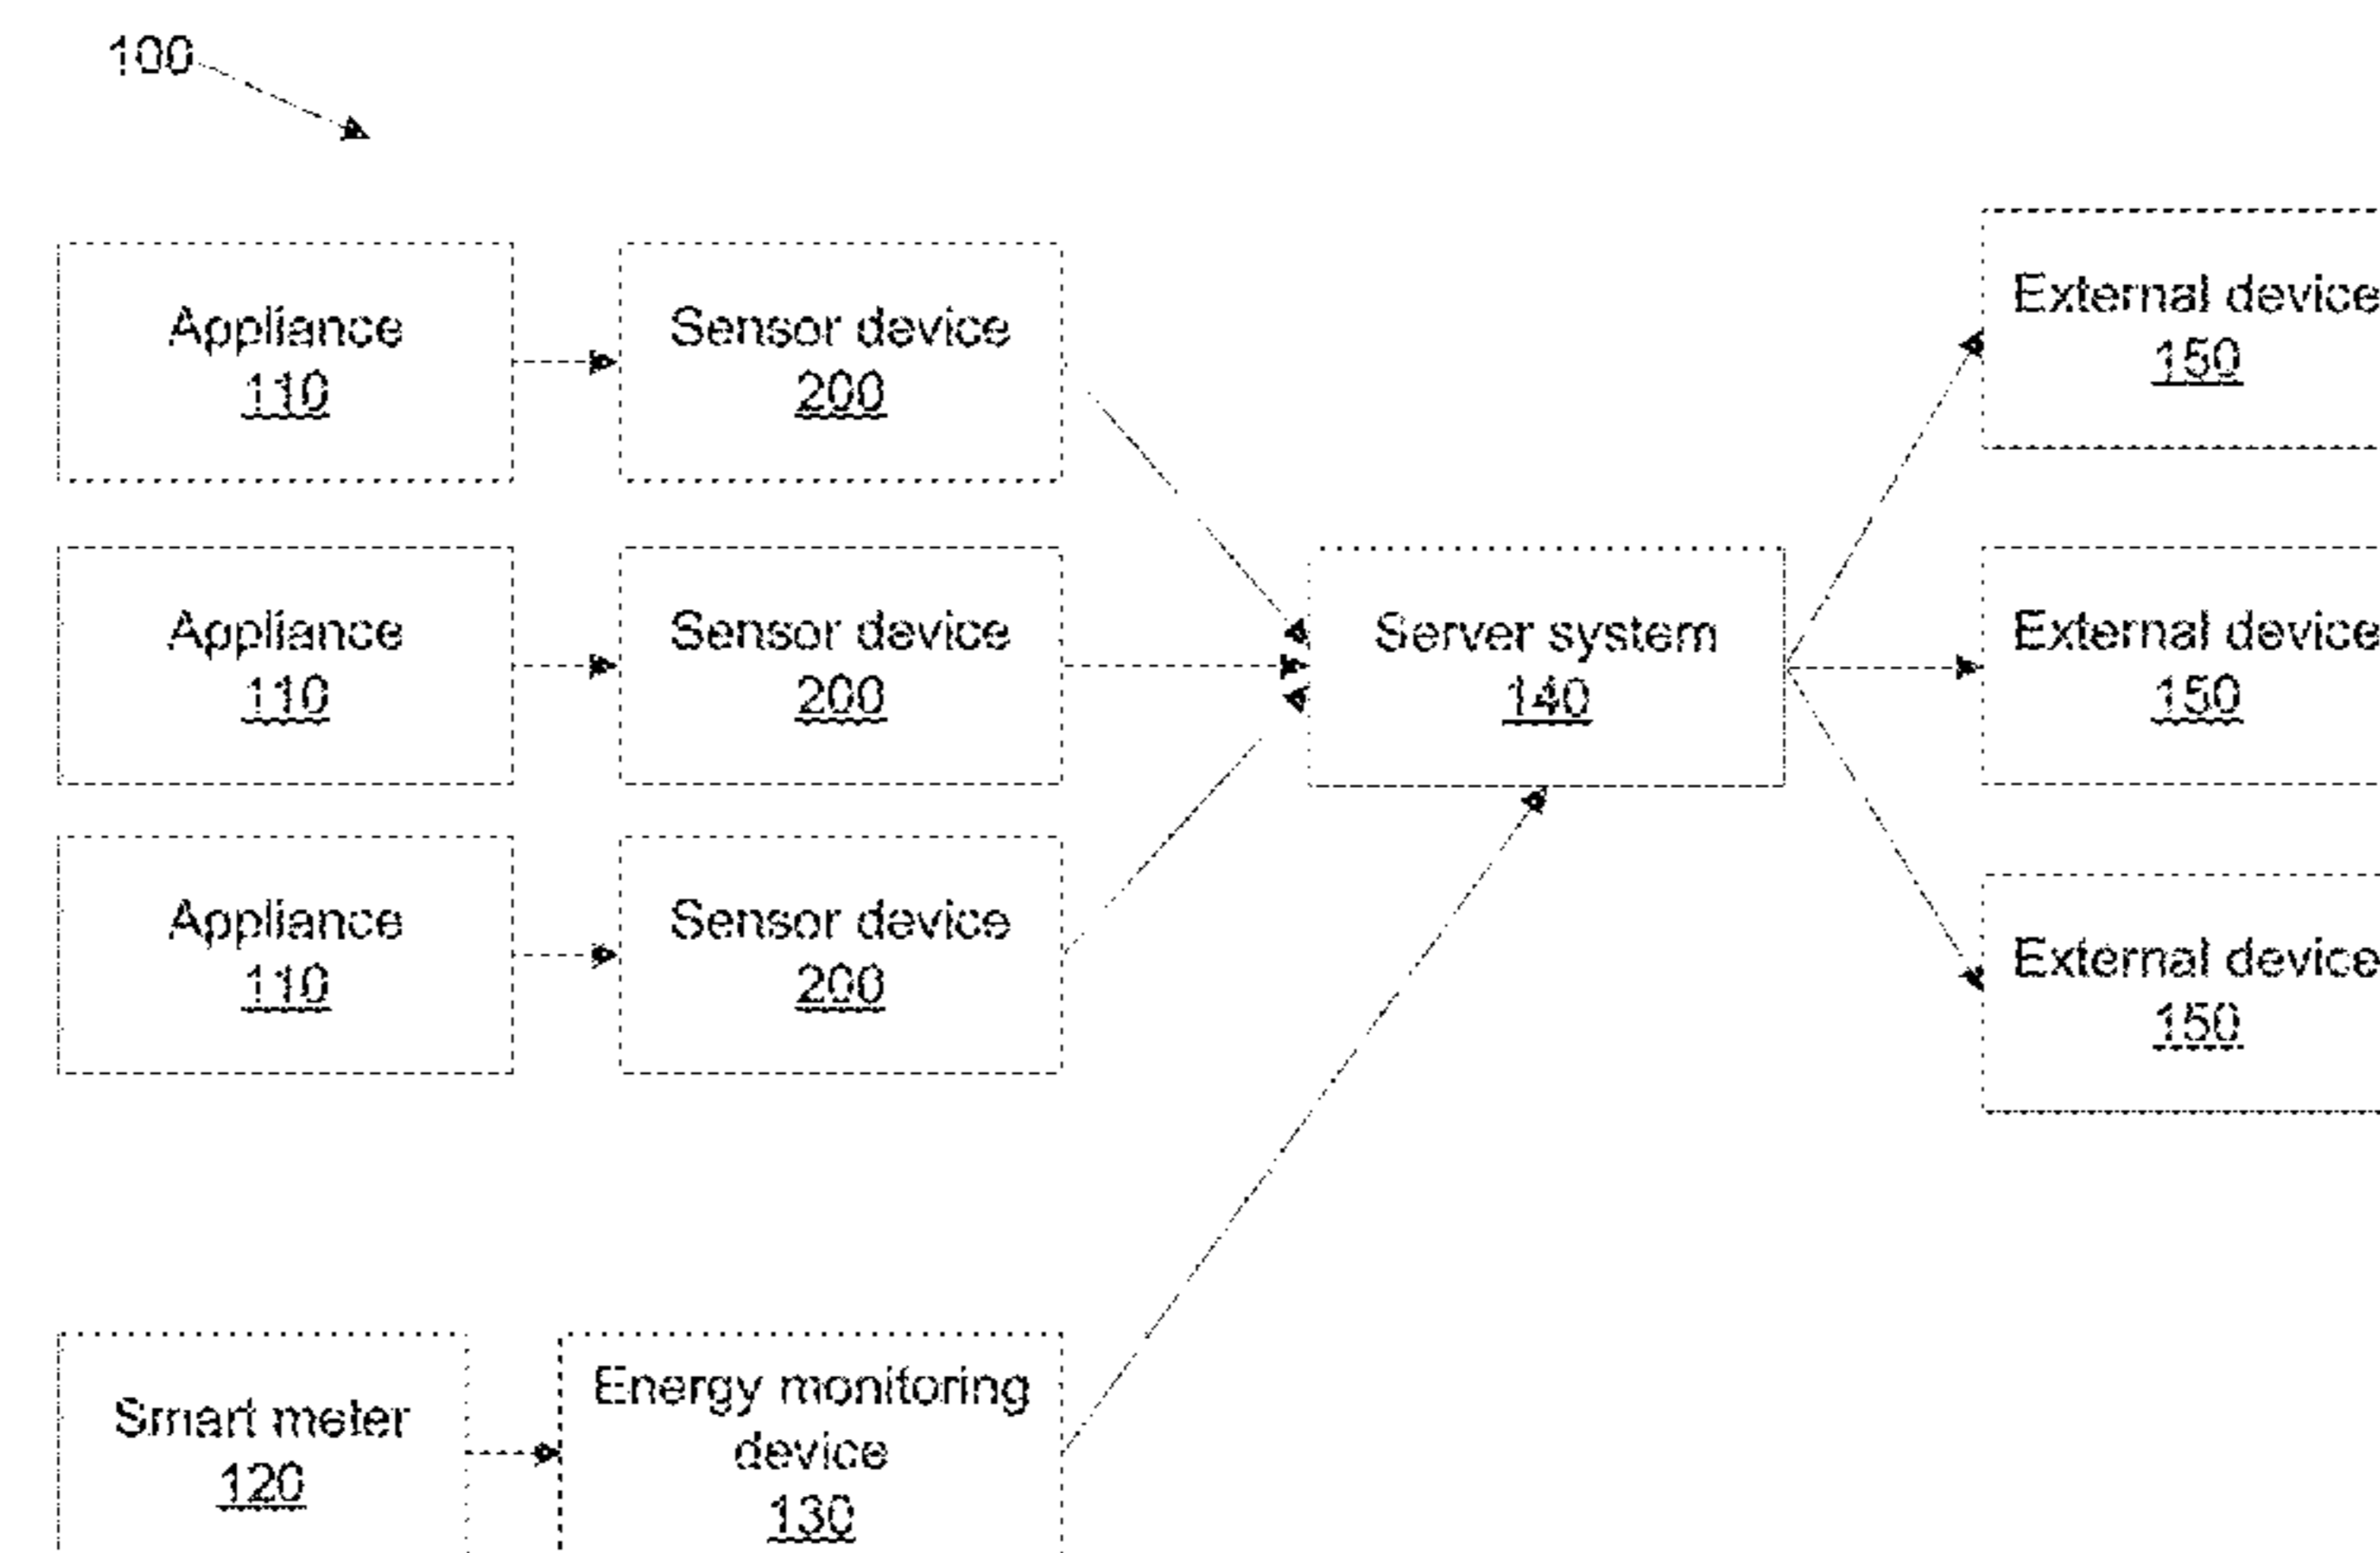 100
Appliance
110
Sensor device
200
External device
150
Appliance
110
Sensor device
200
Server system
140
External device
150
Appliance
110
Sensor device
200
External device
150
Smart meter
120
Energy monitoring
device
130